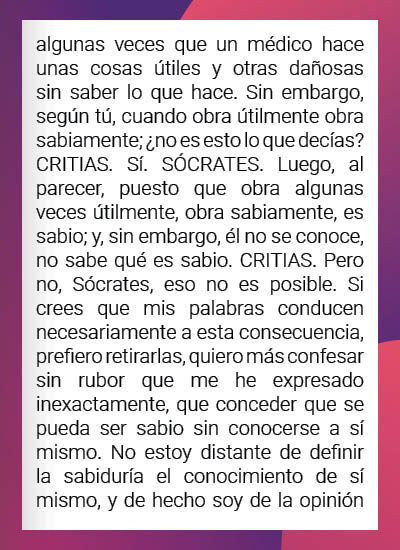 algunas veces que un médico hace
unas cosas útiles y otras dañosas
sin saber lo que hace. Sin embargo,
según tú, cuando obra útilmente obra
sabiamente; ¿no es esto lo que decías?
CRITIAS. Sí. SÓCRATES. Luego, al
parecer, puesto que obra algunas
veces útilmente, obra sabiamente, es
sabio; y, sin embargo, él no se conoce,
no sabe qué es sabio. CRITIAS. Pero
no, Sócrates, eso no es posible. Si
crees que mis palabras conducen
necesariamente a esta consecuencia,
prefiero retirarlas, quiero más confesar
sin rubor que me he expresado
inexactamente, que conceder que se
pueda ser sabio sin conocerse a sí
mismo. No estoy distante de definir
la sabiduría el conocimiento de sí
mismo, y de hecho soy de la opinión